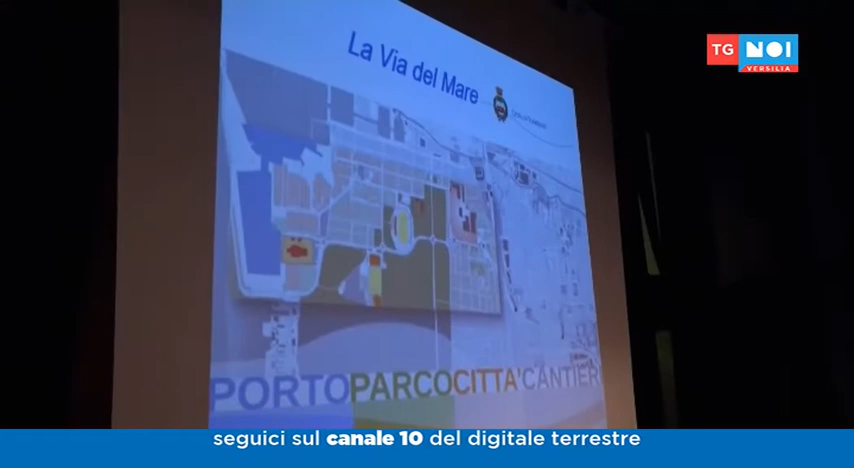 TG NOI
VERSILIA
La Via del Mare
PORTOPARCOCITTA'CANTIER
seguici sul canale 10 del digitale terrestre